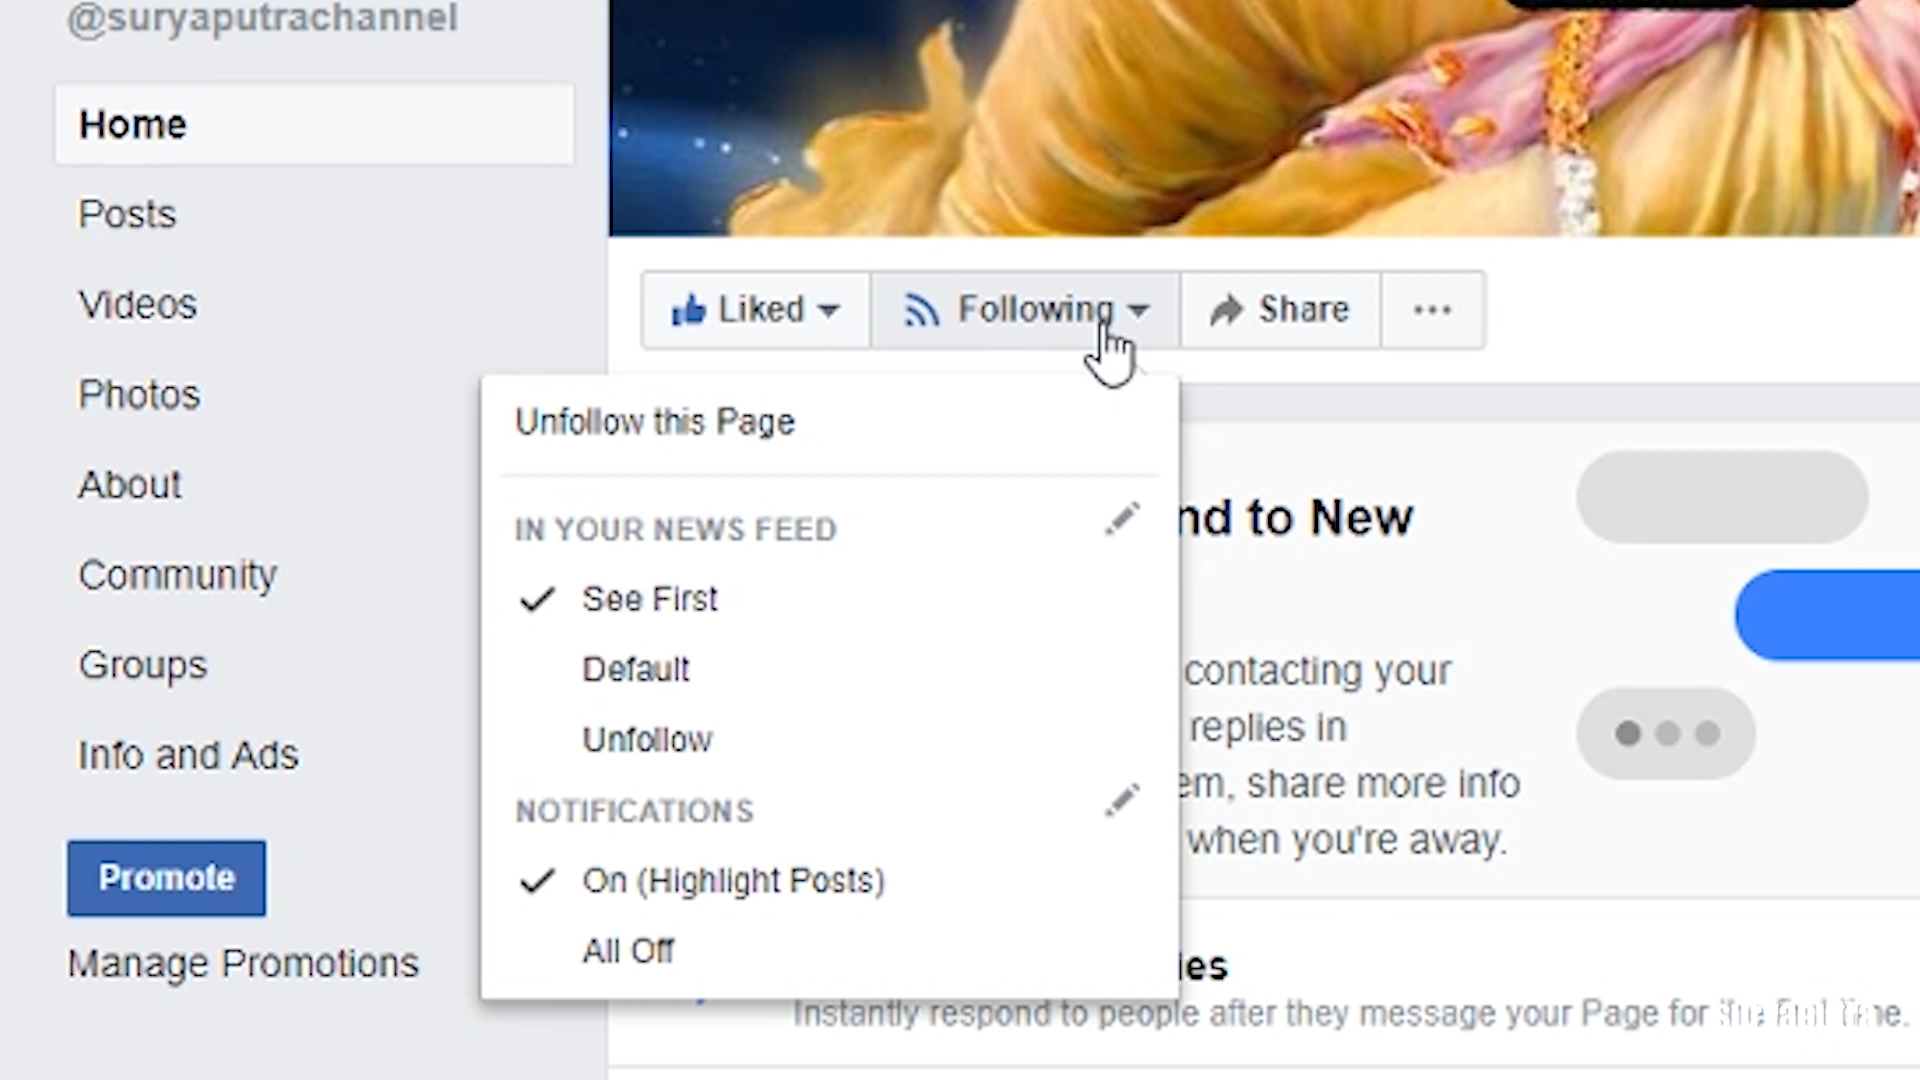 @suryaputrachannel
Home
Posts
Videos
Photos
About
Community
Groups
Info and Ads
Promote
Manage Promotions
Liked
Following
Share
Unfollow this Page
IN YOUR NEWS FEED
See First
Default
Unfollow
NOTIFICATIONS
On (Highlight Posts)
All Off
nd to New
contacting your
replies in
em, share more info
when you're away.
ies
Instantly respond to people after they message your Page for